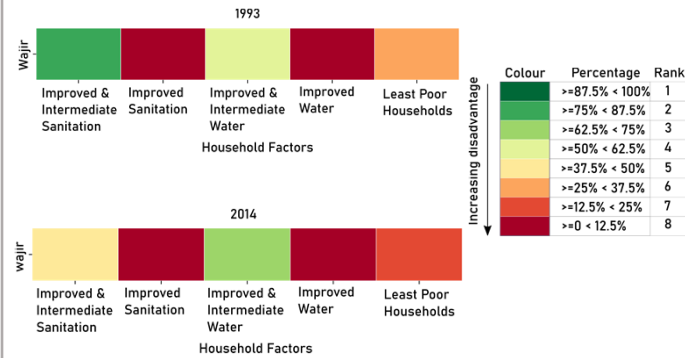 1993
Wajir
Improved & Intermediate Sanitation
Improved Sanitation
Improved & Intermediate Water
Improved Water
Least Poor Households
Household Factors
2014
wajir
Improved & Intermediate Sanitation
Improved Sanitation
Improved & Intermediate Water
Improved Water
Least Poor Households
Household Factors
Increasing disadvantage
Colour Percentage Rank
>=87.5% < 100% 1
>=75% < 87.5% 2
>=62.5% < 75% 3
>=50% < 62.5% 4
>=37.5% < 50% 5
>=25% < 37.5% 6
>=12.5% < 25% 7
>=0 < 12.5% 8